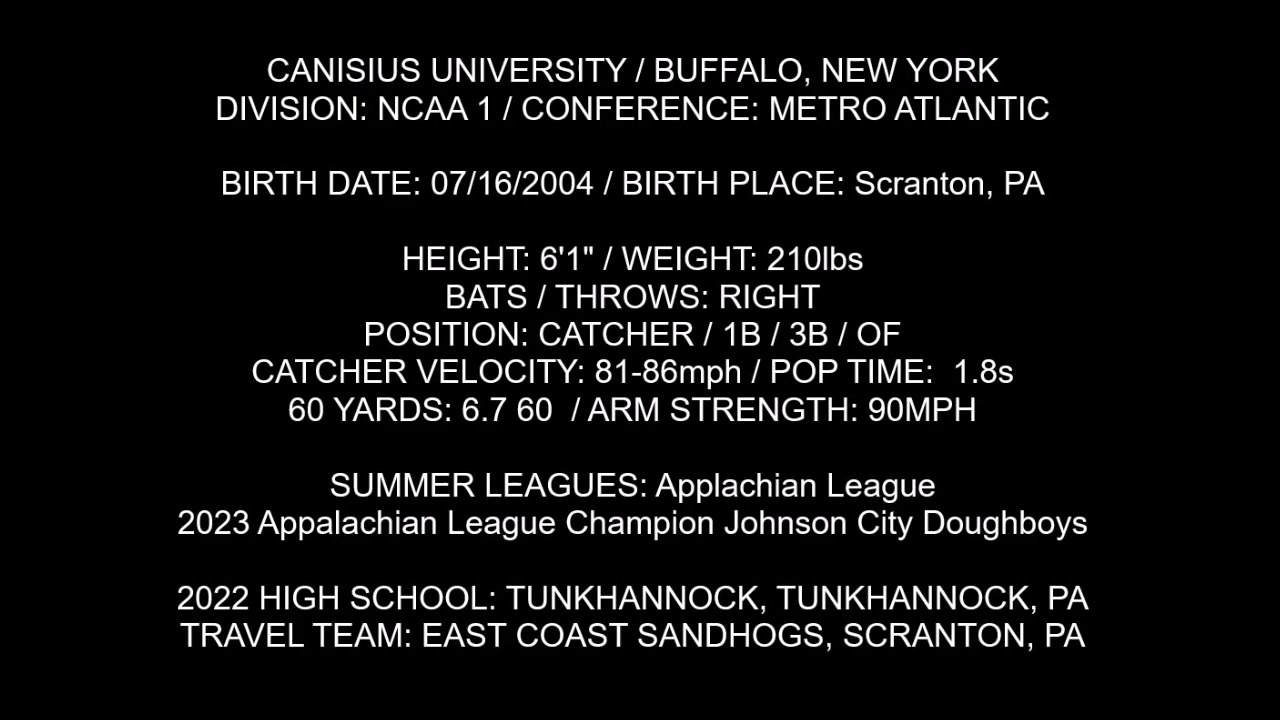 CANISIUS UNIVERSITY / BUFFALO, NEW YORK
DIVISION: NCAA 1 / CONFERENCE: METRO ATLANTIC
BIRTH DATE: 07/16/2004 / BIRTH PLACE: Scranton, PA
HEIGHT: 6'1" / WEIGHT: 210lbs
BATS / THROWS: RIGHT
POSITION: CATCHER / 1B / 3B / OF
CATCHER VELOCITY: 81-86mph / POP TIME:  1.8s
60 YARDS: 6.7 60  / ARM STRENGTH: 90MPH
SUMMER LEAGUES: Applachian League
2023 Appalachian League Champion Johnson City Doughboys
2022 HIGH SCHOOL: TUNKHANNOCK, TUNKHANNOCK, PA
TRAVEL TEAM: EAST COAST SANDHOGS, SCRANTON, PA